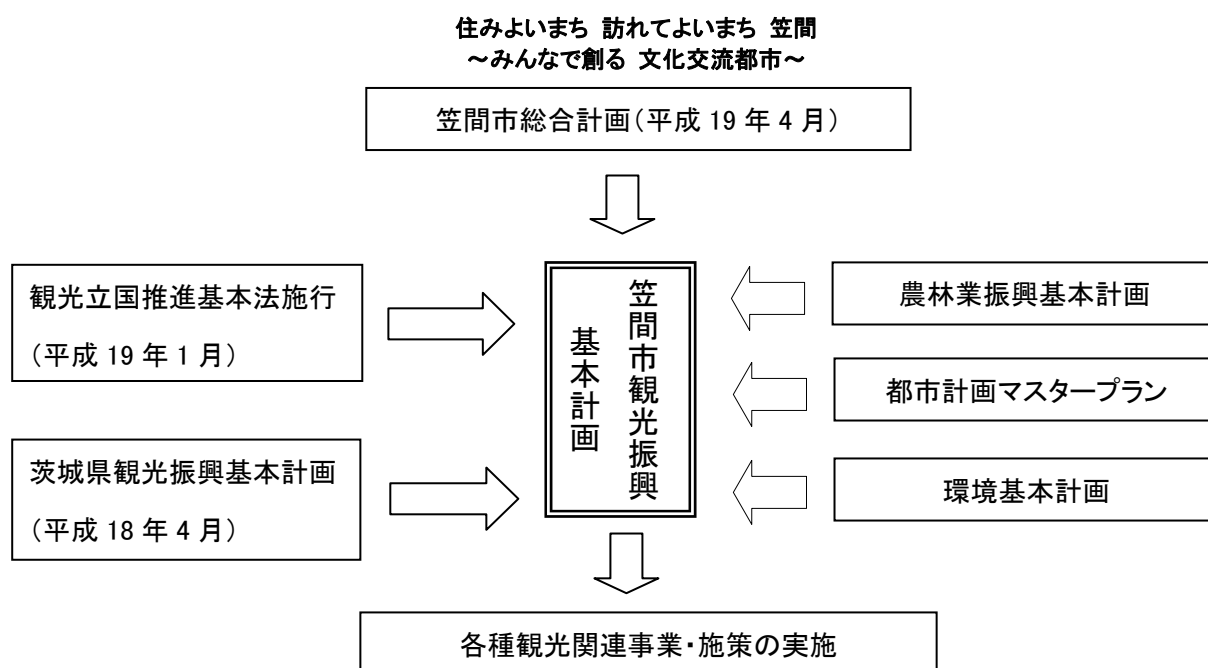 住みよいまち 訪れてよいまち 笠間
～みんなで創る 文化交流都市～
笠間市総合計画（平成 19 年 4 月）
観光立国推進基本法施行
（平成 19 年 1 月）
茨城県観光振興基本計画
（平成 18 年 4 月）
笠間市観光振興
基本計画
農林業振興基本計画
都市計画マスタープラン
環境基本計画
各種観光関連事業・施策の実施